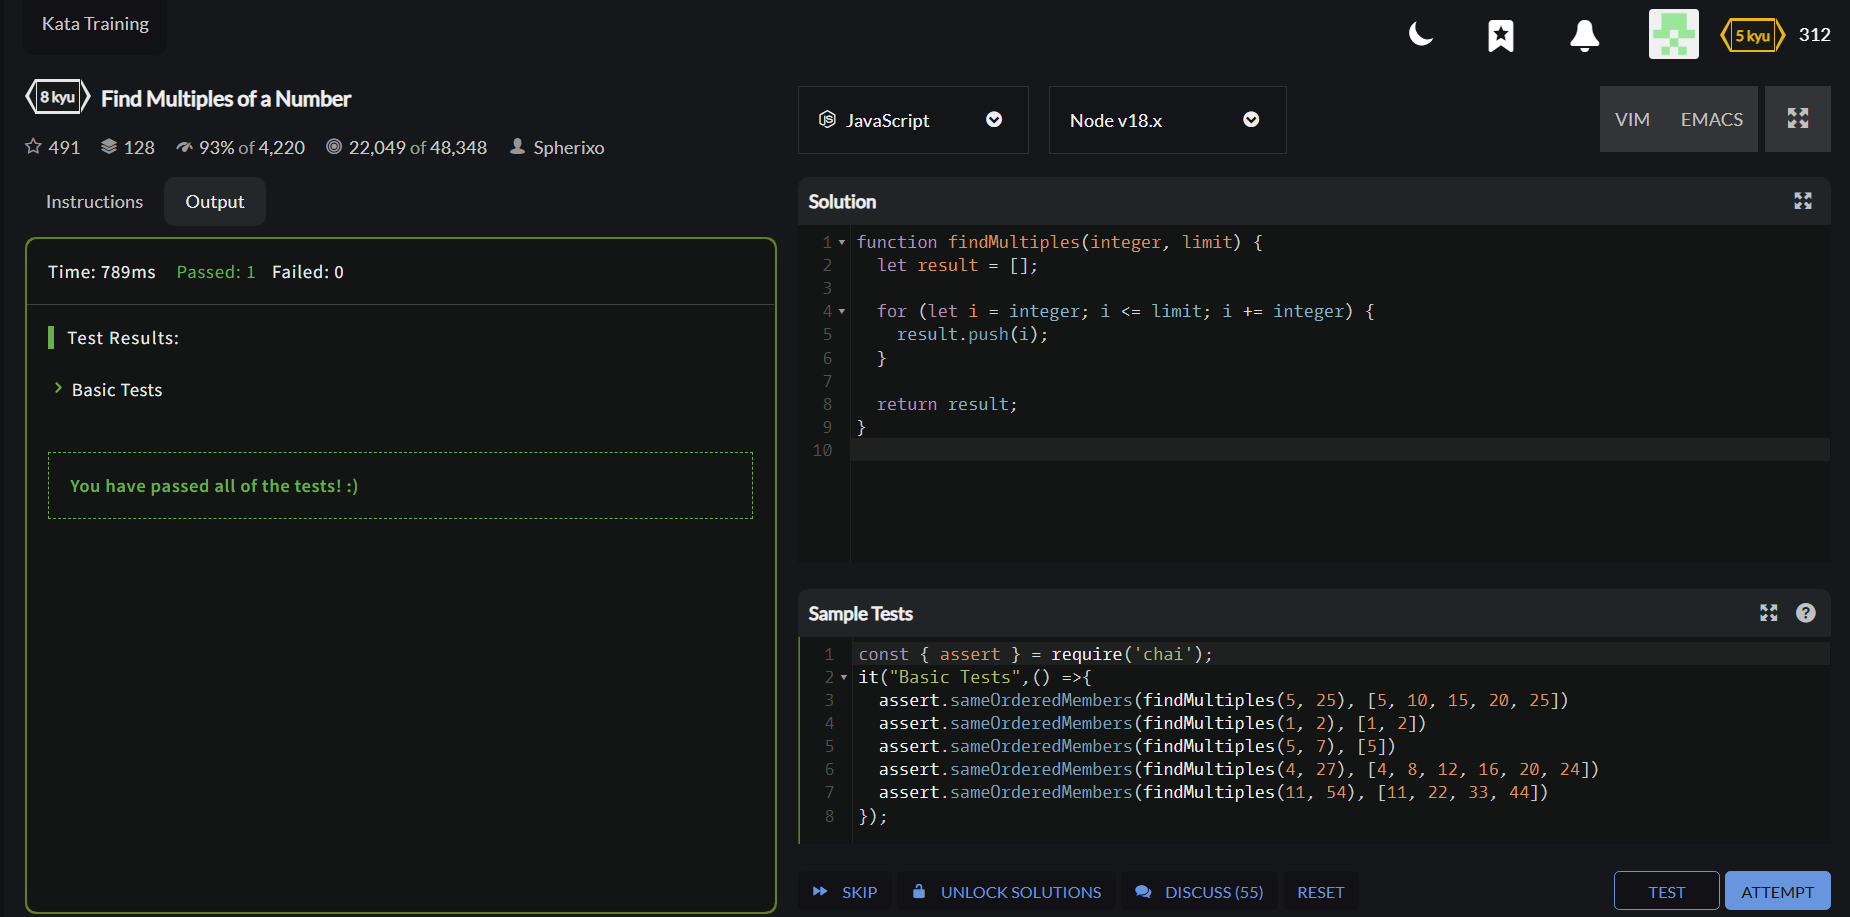 Kata Training
5 kyu 312
8 kyu Find Multiples of a Number
491 128 93% of 4,220 22,049 of 48,348 Spherixo
Instructions Output
Time: 789ms Passed: 1 Failed: 0
Test Results:
Basic Tests
You have passed all of the tests! :)
JavaScript Node v18.x VIM EMACS
Solution
1 function findMultiples(integer, limit) {
2   let result = [];
3
4   for (let i = integer; i <= limit; i += integer) {
5     result.push(i);
6   }
7
8   return result;
9 }
10
Sample Tests
1 const { assert } = require('chai');
2 it("Basic Tests",() =>{
3   assert.sameOrderedMembers(findMultiples(5, 25), [5, 10, 15, 20, 25])
4   assert.sameOrderedMembers(findMultiples(1, 2), [1, 2])
5   assert.sameOrderedMembers(findMultiples(5, 7), [5])
6   assert.sameOrderedMembers(findMultiples(4, 27), [4, 8, 12, 16, 20, 24])
7   assert.sameOrderedMembers(findMultiples(11, 54), [11, 22, 33, 44])
8 });
SKIP UNLOCK SOLUTIONS DISCUSS (55) RESET TEST ATTEMPT